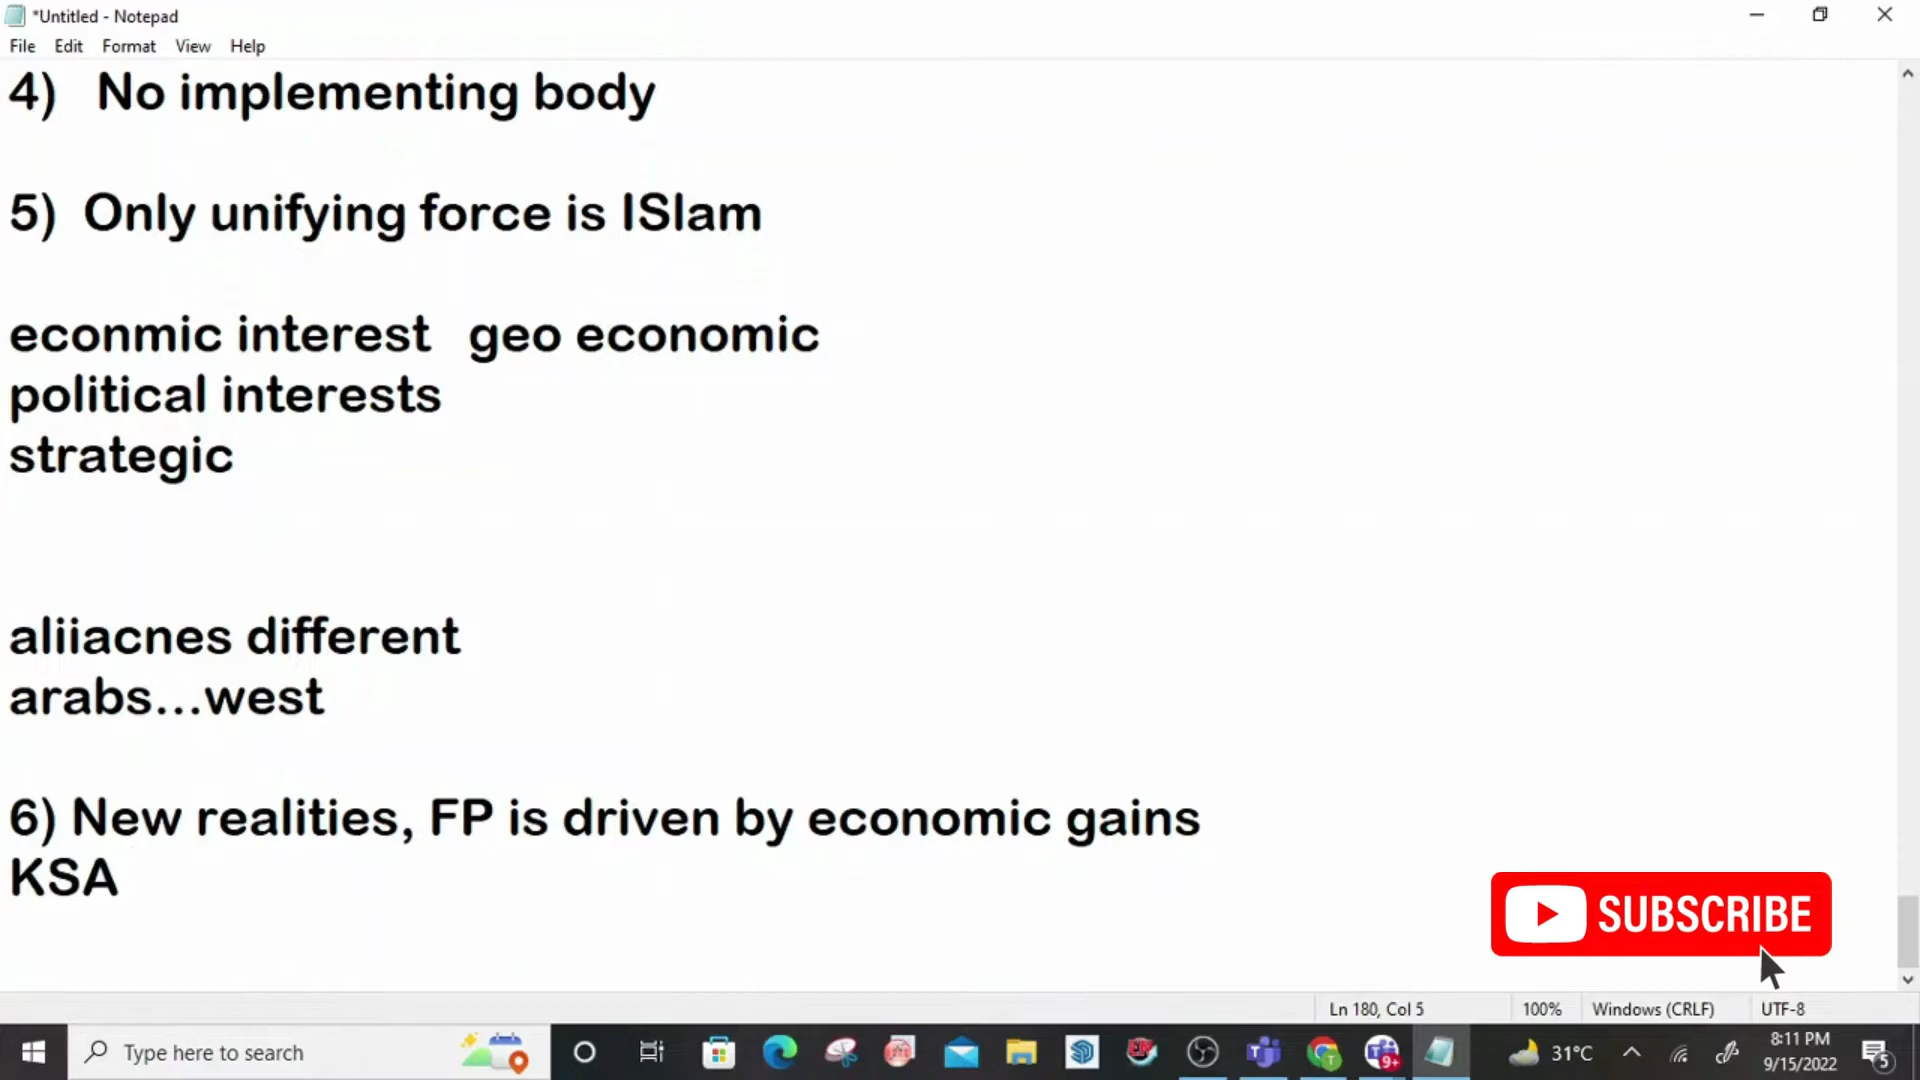 *Untitled - Notepad
File Edit Format View Help
4) No implementing body
5) Only unifying force is ISlam
econmic interest geo economic
political interests
strategic
aliiacnes different
arabs...west
6) New realities, FP is driven by economic gains
KSA
SUBSCRIBE
Ln 180, Col 5 100% Windows (CRLF) UTF-8
Type here to search
9+
31°C
8:11 PM
9/15/2022
5